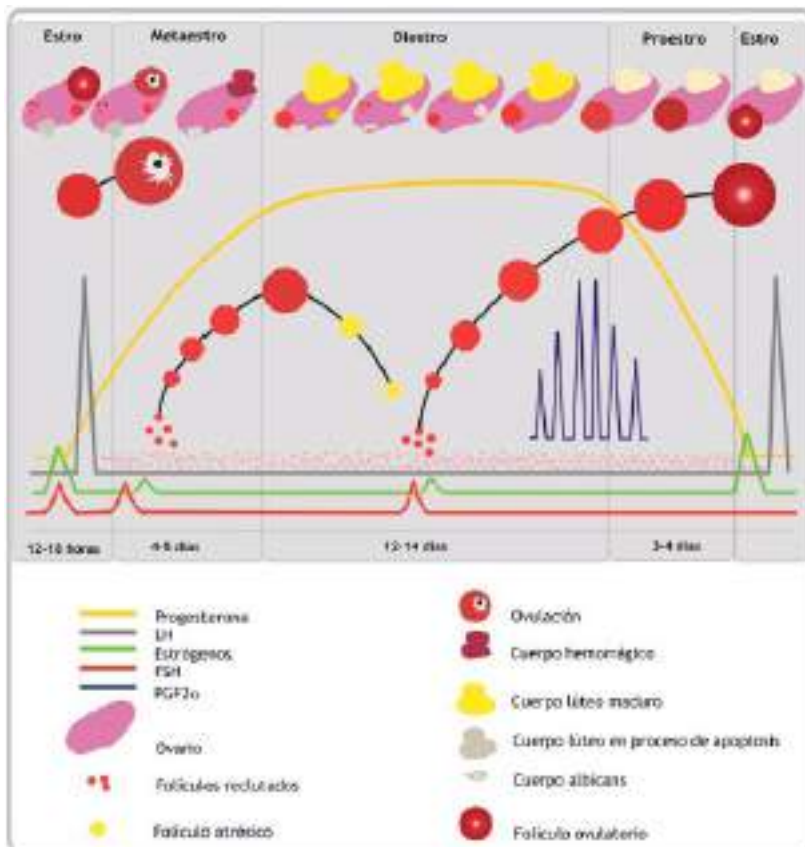 Estro Metaestro Diestro Proestro Estro
12-18 horas 4-5 días 12-14 días 3-4 días
Progesterona
LH
Estrógenos
FSH
PGF2α
Ovario
Folículos reclutados
Folículo atrésico
Ovulación
Cuerpo hemorrágico
Cuerpo lúteo maduro
Cuerpo lúteo en proceso de apoptosis
Cuerpo albicans
Folículo ovulatorio